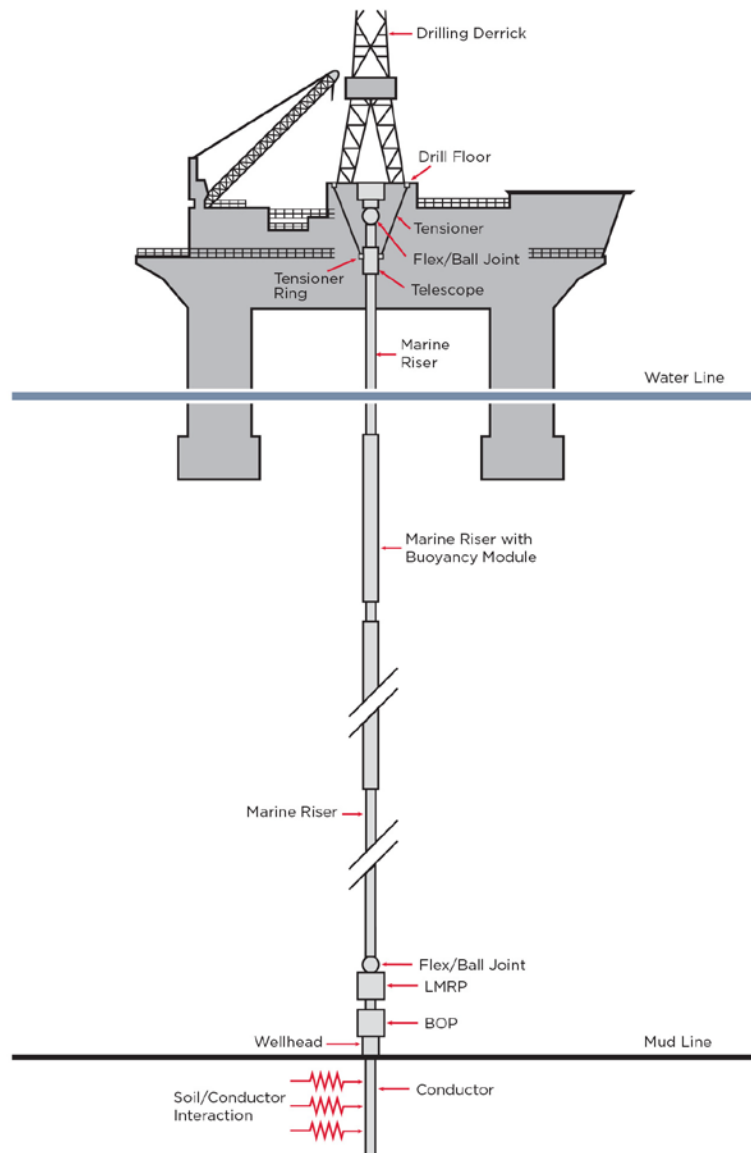 Drilling Derrick
Drill Floor
Tensioner
Flex/Ball Joint
Tensioner
Ring
Telescope
Marine
Riser
Water Line
Marine Riser with
Buoyancy Module
Marine Riser
Flex/Ball Joint
LMRP
BOP
Wellhead
Mud Line
Soil/Conductor
Interaction
Conductor